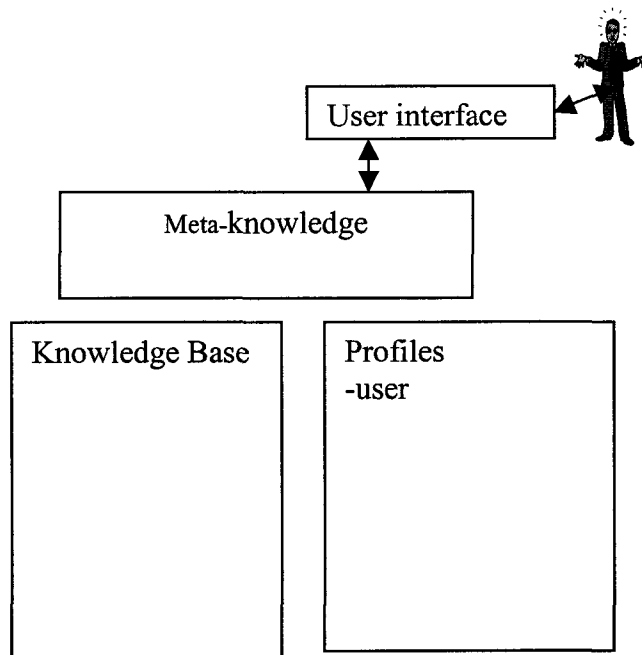 User interface
Meta-knowledge
Knowledge Base
Profiles
-user